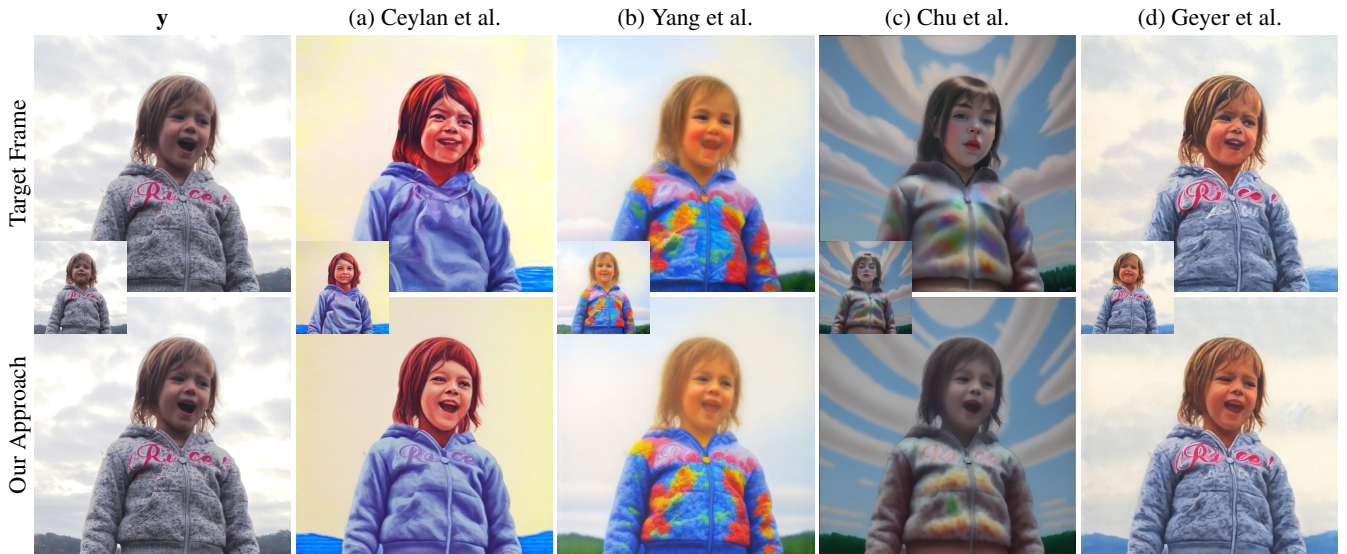 y
(a) Ceylan et al.
(b) Yang et al.
(c) Chu et al.
(d) Geyer et al.
Target Frame
Our Approach